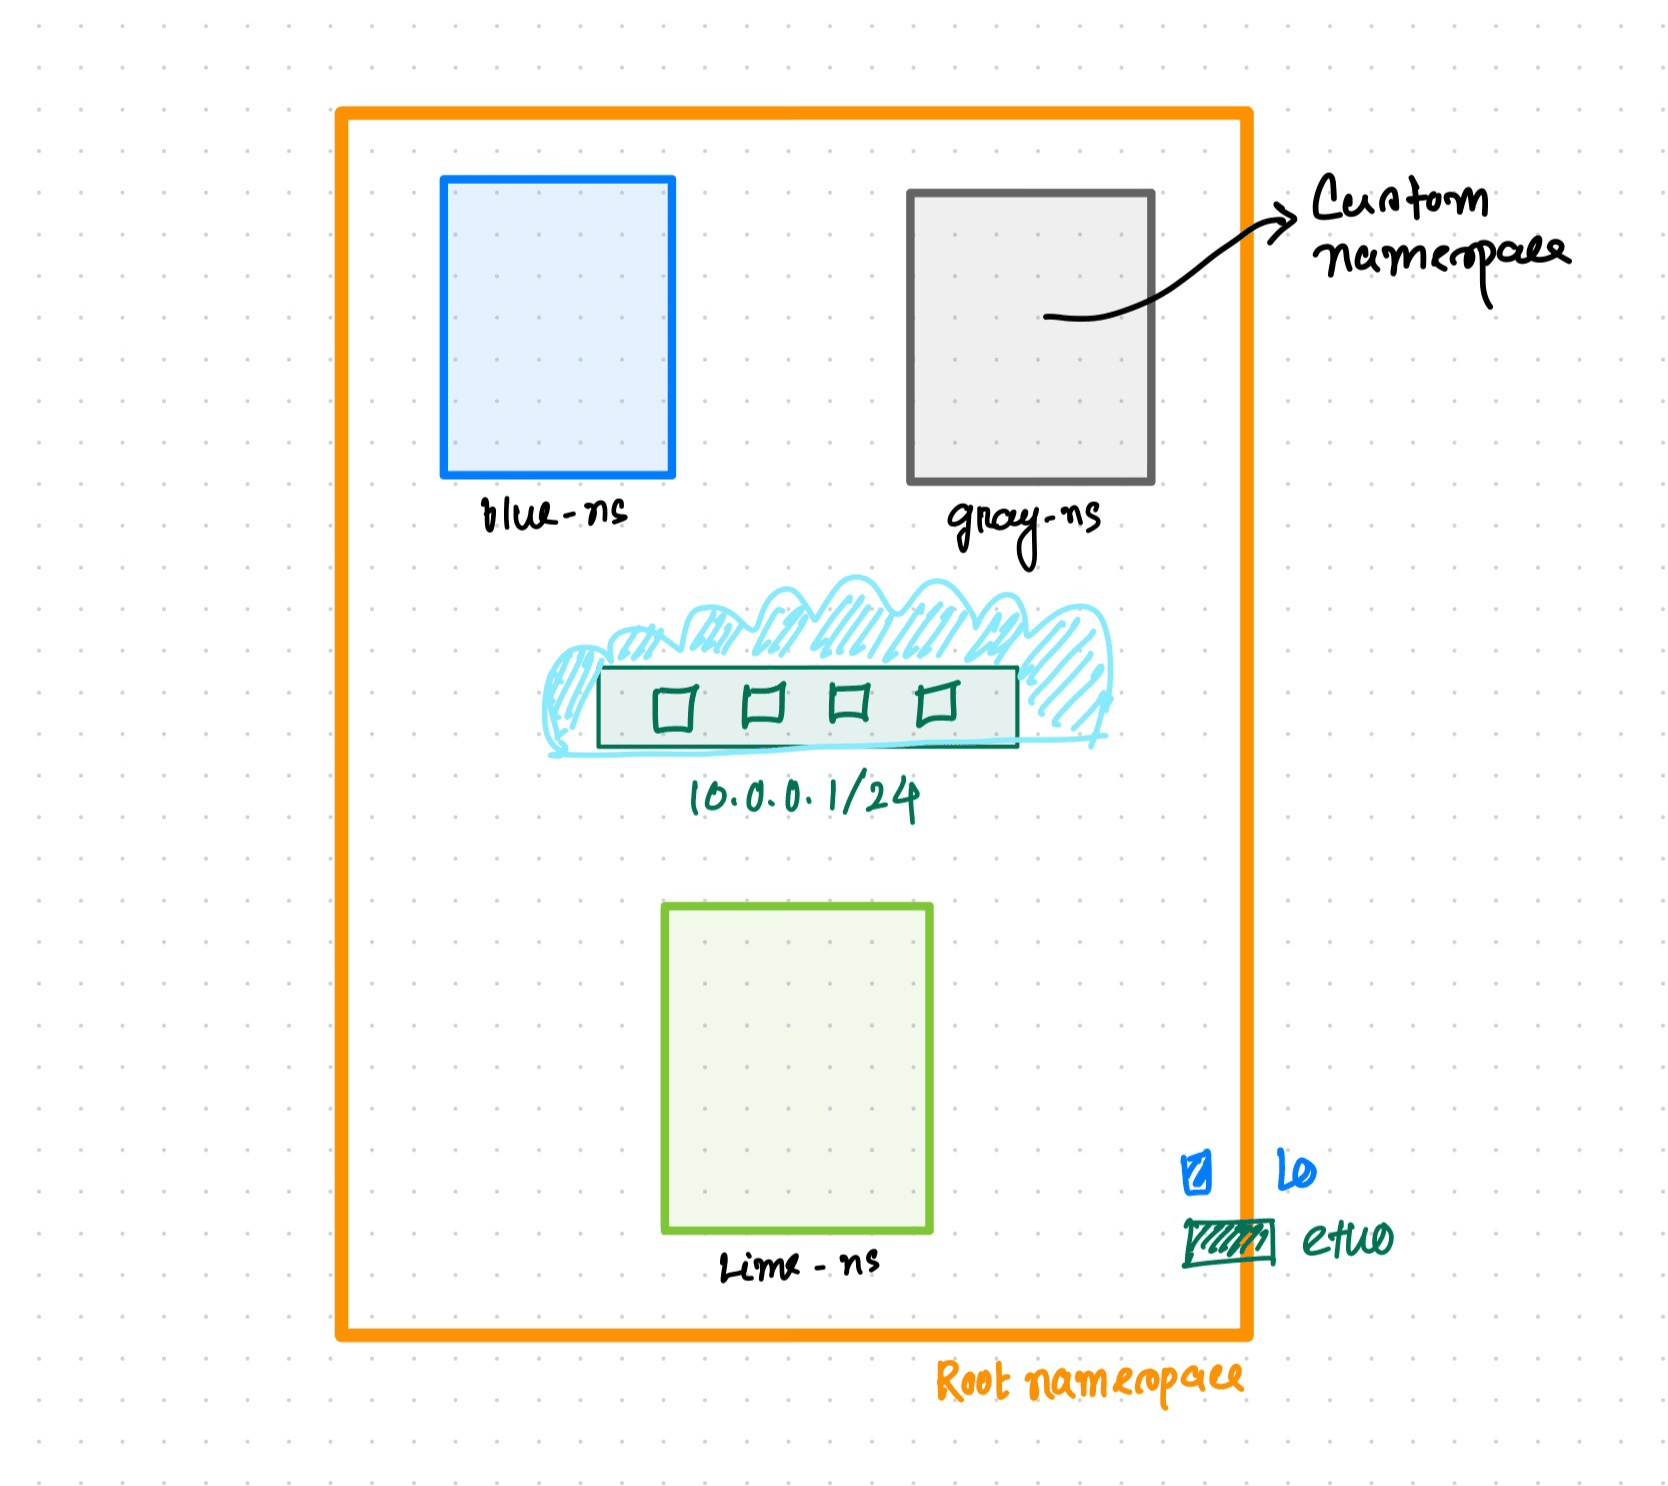 Custom
namespace
blue-ns
gray-ns
10.0.0.1/24
Lo
eth0
Lime-ns
Root namespace